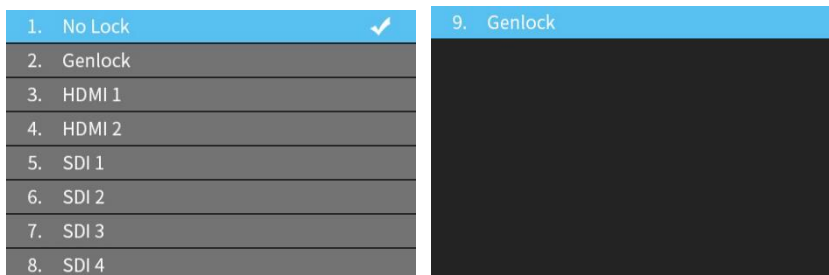 1. No Lock
2. Genlock
3. HDMI 1
4. HDMI 2
5. SDI 1
6. SDI 2
7. SDI 3
8. SDI 4
9. Genlock